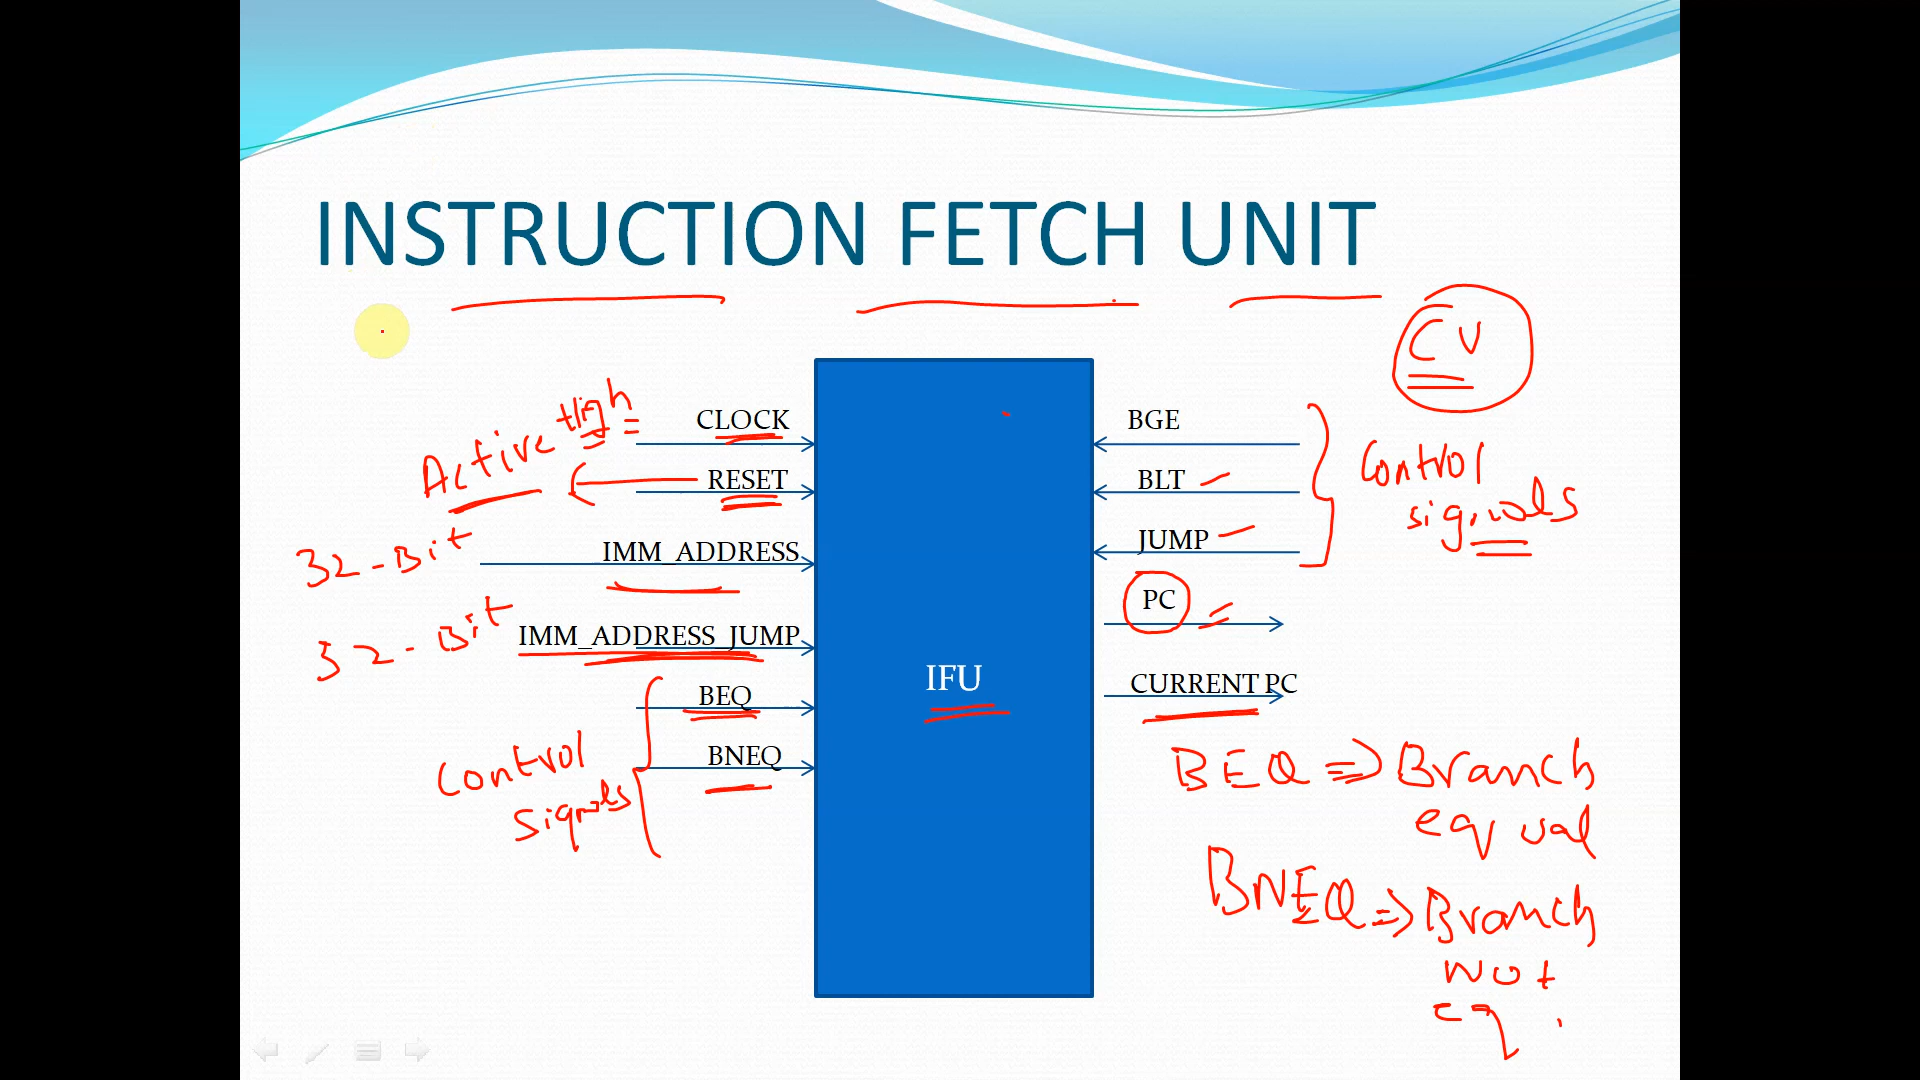 INSTRUCTION FETCH UNIT
CU
CLOCK
RESET
IMM_ADDRESS
IMM_ADDRESS_JUMP
BEQ
BNEQ
Active High
32-Bit
32-Bit
Control
signals
IFU
BGE
BLT
JUMP
PC
CURRENT PC
Control
signals
BEQ => Branch
equal
BNEQ => Branch
Not
eq